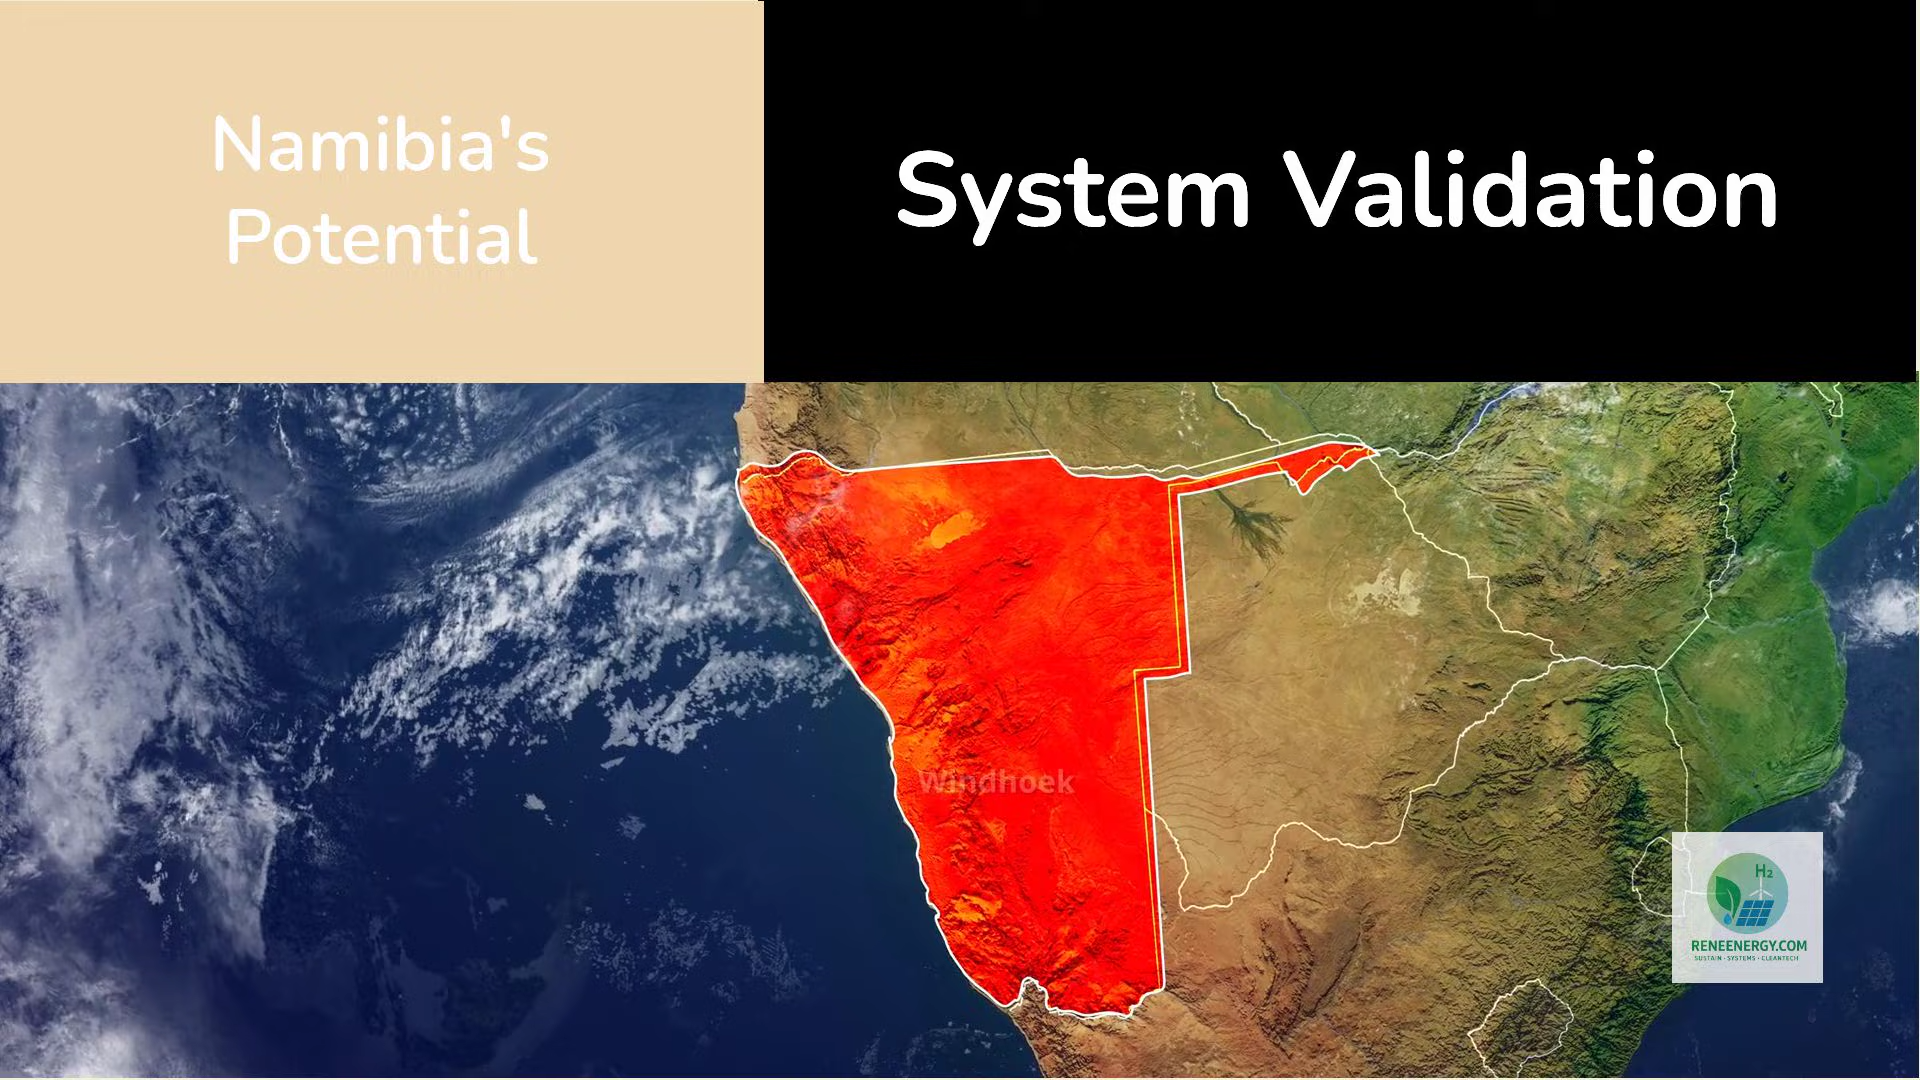 Namibia's
Potential
System Validation
Windhoek
H₂
RENEENERGY.COM
SUSTAIN - SYSTEMS - CLEANTECH